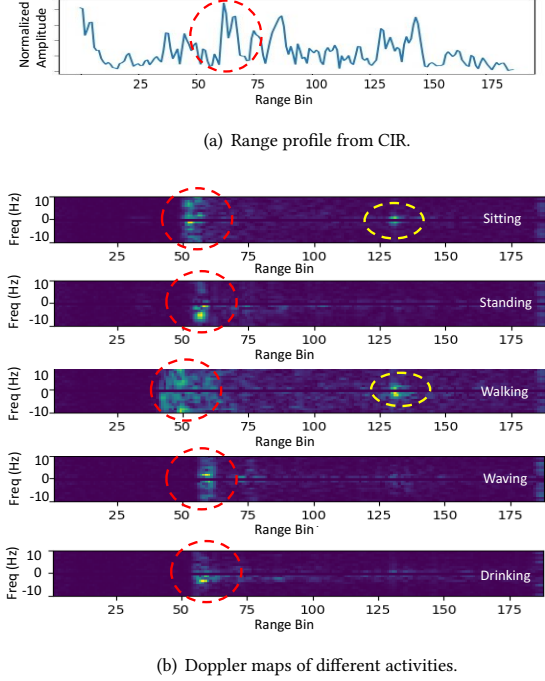 Normalized
Amplitude
25 50 75 100 125 150 175
Range Bin
(a) Range profile from CIR.
Freq (Hz)
10
0
-10
Sitting
25 50 75 100 125 150 175
Range Bin
Freq (Hz)
10
0
-10
Standing
25 50 75 100 125 150 175
Range Bin
Freq (Hz)
10
0
-10
Walking
25 50 75 100 125 150 175
Range Bin
Freq (Hz)
10
0
-10
Waving
25 50 75 100 125 150 175
Range Bin
Freq (Hz)
10
0
-10
Drinking
25 50 75 100 125 150 175
Range Bin
(b) Doppler maps of different activities.